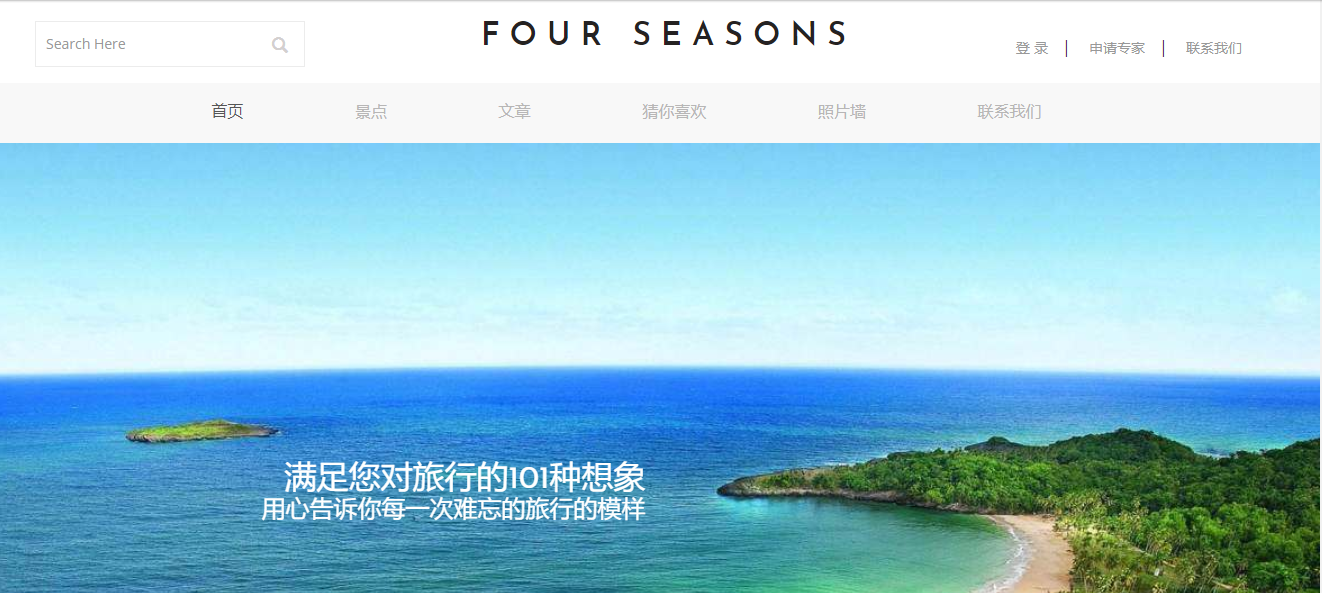 Search Here
FOUR SEASONS
登 录 | 申请专家 | 联系我们
首页 景点 文章 猜你喜欢 照片墙 联系我们
满足您对旅行的101种想象
用心告诉你每一次难忘的旅行的模样